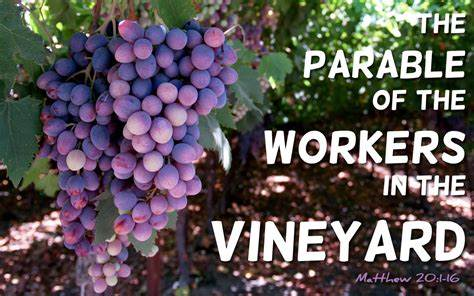 THE
PARABLE
OF THE
WORKERS
IN THE
VINEYARD
Matthew 20:1-16